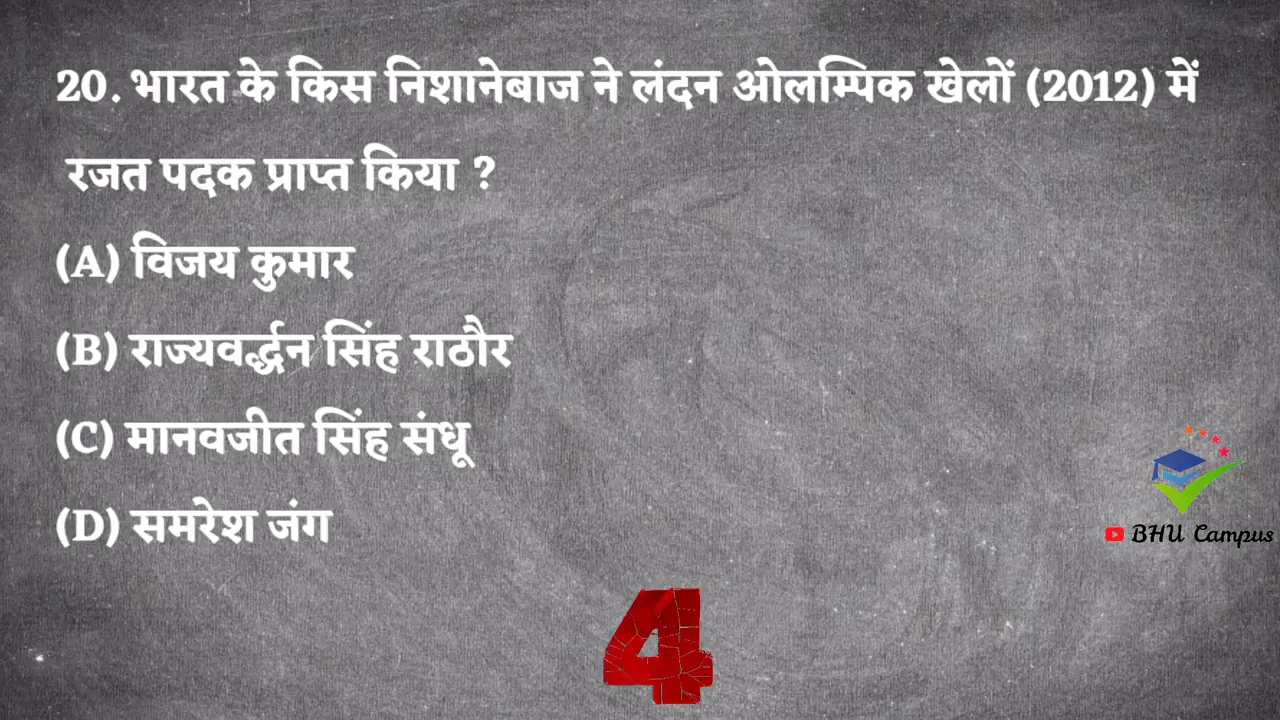 20. भारत के किस निशानेबाज ने लंदन ओलम्पिक खेलों (2012) में
रजत पदक प्राप्त किया ?
(A) विजय कुमार
(B) राज्यवर्द्धन सिंह राठौर
(C) मानवजीत सिंह संधू
(D) समरेश जंग
BHU Campus
4